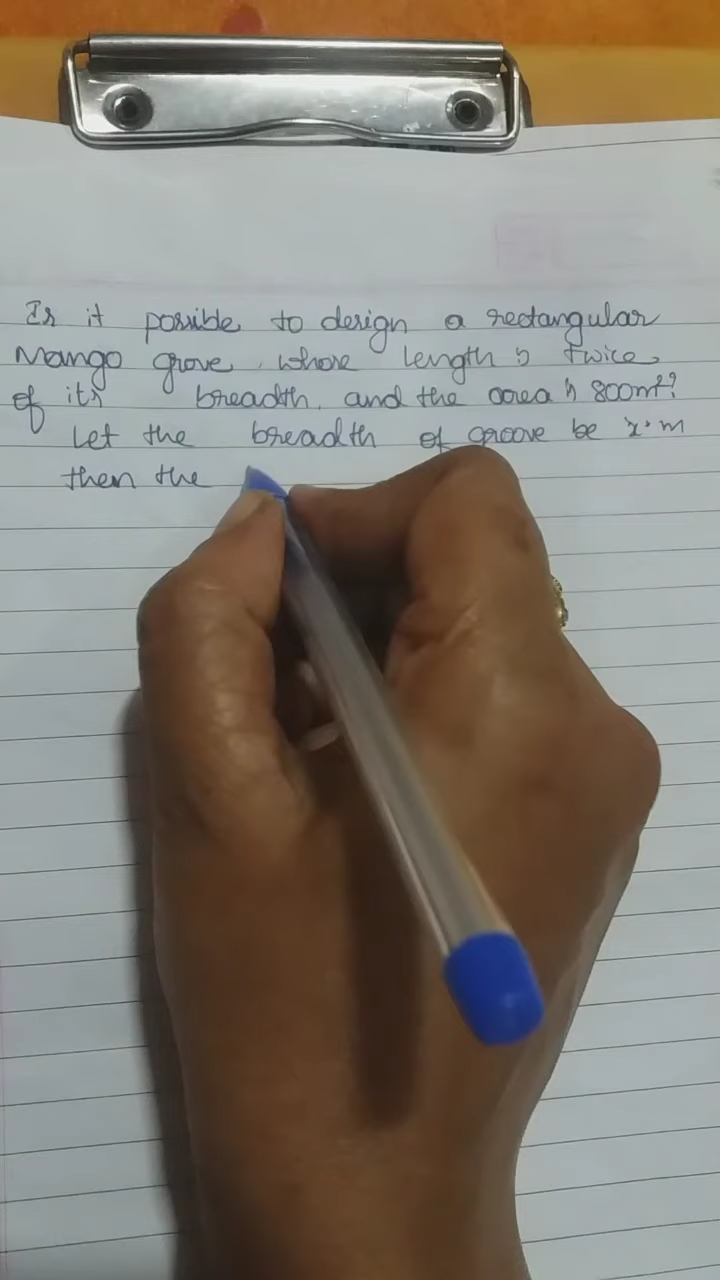 Is it possible to design a rectangular
Mango grove, whose length is twice
of its breadth, and the area is 800m²?
Let the breadth of groove be x.m
then the